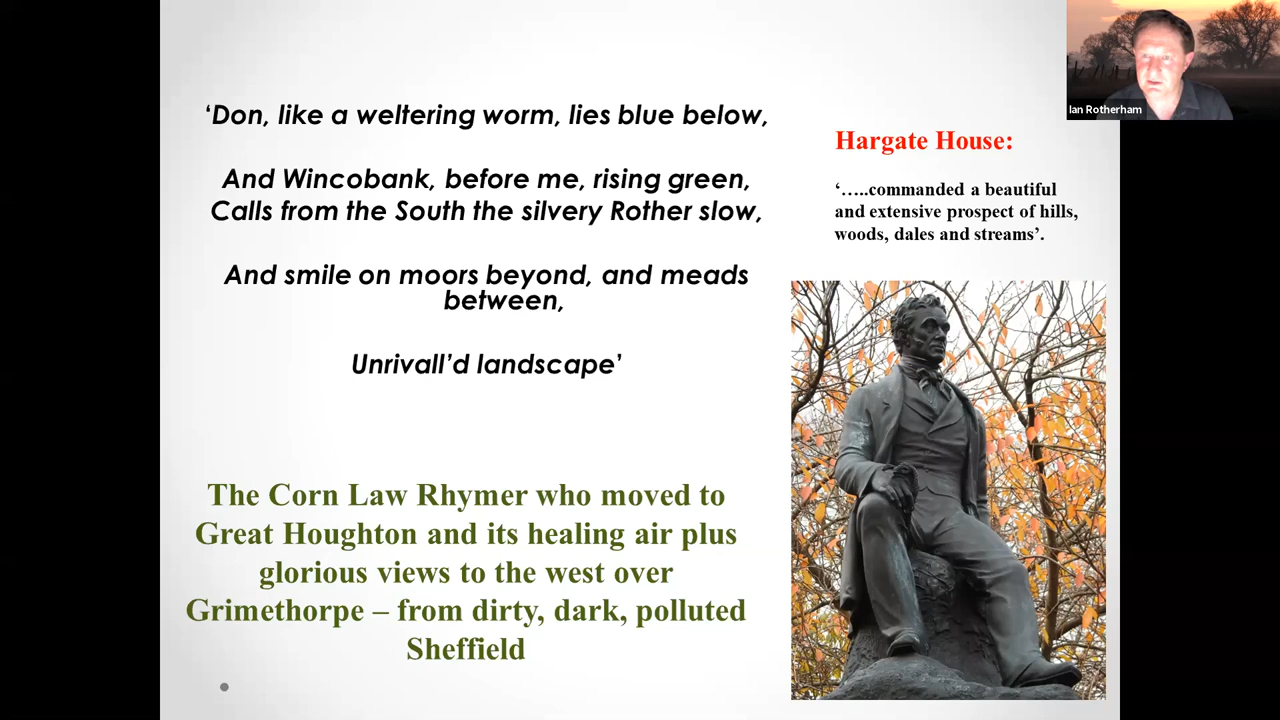 ‘Don, like a weltering worm, lies blue below,
And Wincobank, before me, rising green,
Calls from the South the silvery Rother slow,
And smile on moors beyond, and meads
between,
Unrivall’d landscape’
Hargate House:
‘…..commanded a beautiful
and extensive prospect of hills,
woods, dales and streams’.
The Corn Law Rhymer who moved to
Great Houghton and its healing air plus
glorious views to the west over
Grimethorpe – from dirty, dark, polluted
Sheffield
Ian Rotherham